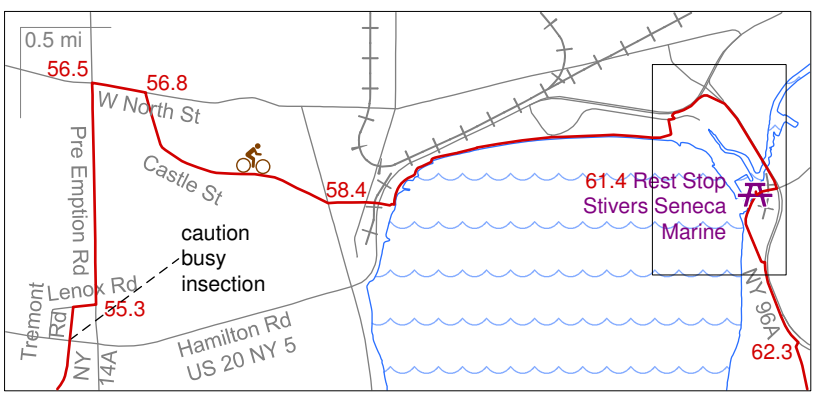 0.5 mi
56.5
56.8
W North St
Pre Emption Rd
Castle St
58.4
61.4 Rest Stop
Stivers Seneca
Marine
caution
busy
insection
Lenox Rd
55.3
Tremont
Rd
NY
14A
Hamilton Rd
US 20 NY 5
NY 96A
62.3